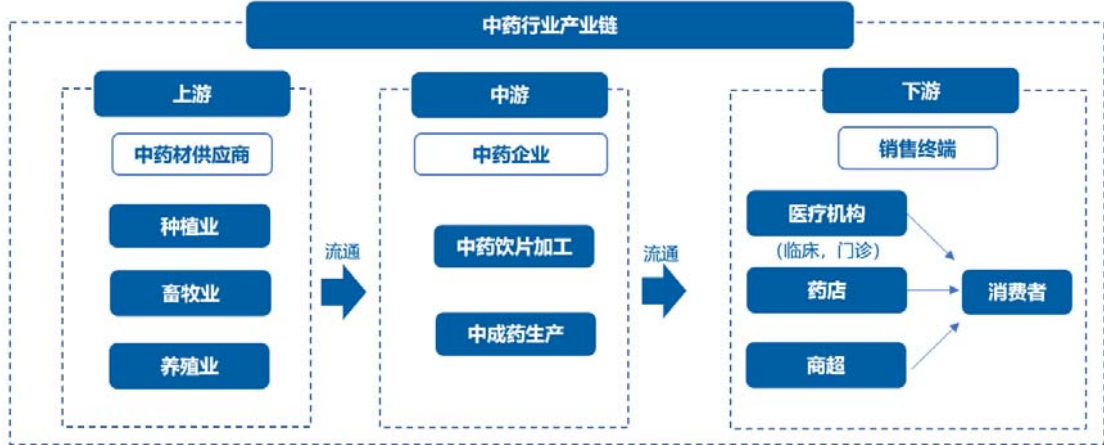 中药行业产业链
上游
中药材供应商
种植业
畜牧业
养殖业
流通
中游
中药企业
中药饮片加工
中成药生产
流通
下游
销售终端
医疗机构
(临床，门诊)
药店
商超
消费者